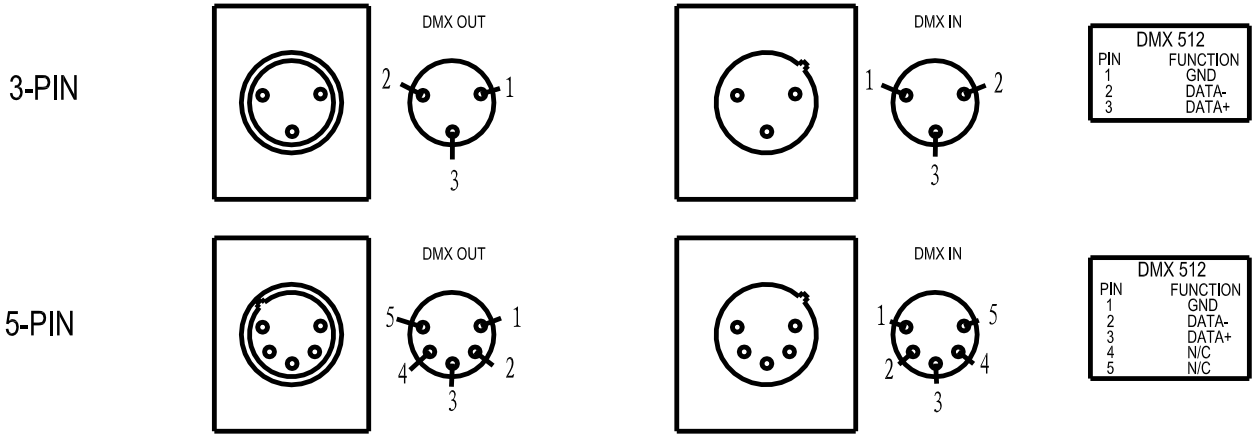 3-PIN
DMX OUT
2
1
3
DMX IN
1
2
3
DMX 512
PIN FUNCTION
1 GND
2 DATA-
3 DATA+
5-PIN
DMX OUT
5
1
4
2
3
DMX IN
1
5
2
4
3
DMX 512
PIN FUNCTION
1 GND
2 DATA-
3 DATA+
4 N/C
5 N/C